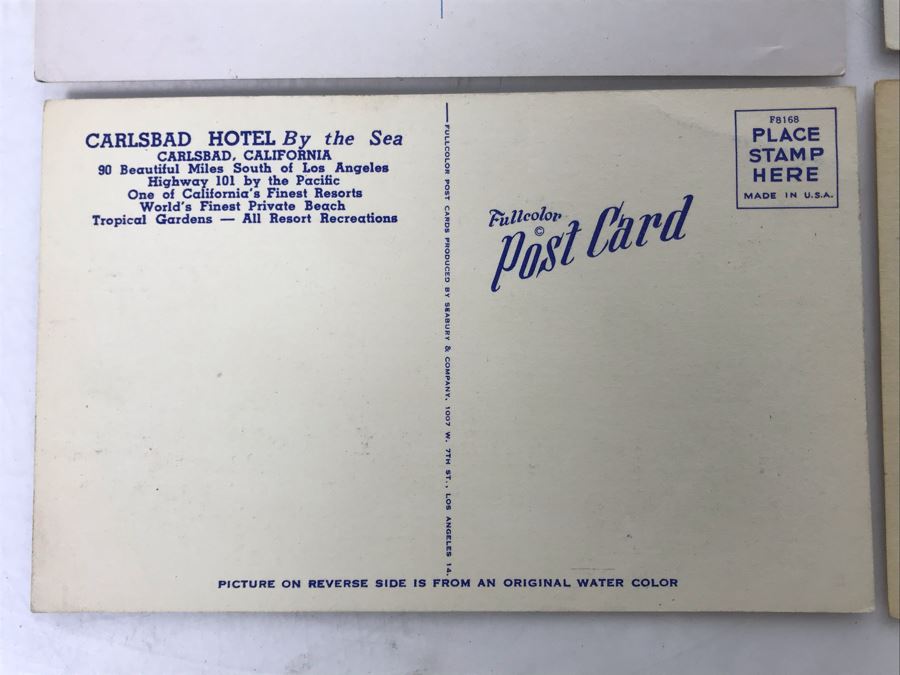 CARLSBAD HOTEL By the Sea
CARLSBAD, CALIFORNIA
90 Beautiful Miles South of Los Angeles
Highway 101 by the Pacific
One of California's Finest Resorts
World's Finest Private Beach
Tropical Gardens — All Resort Recreations
FULLCOLOR POST CARDS PRODUCED BY SEABURY & COMPANY, 1007 W. 7TH ST., LOS ANGELES 14.
Fullcolor
©
Post Card
F8168
PLACE
STAMP
HERE
MADE IN U.S.A.
PICTURE ON REVERSE SIDE IS FROM AN ORIGINAL WATER COLOR